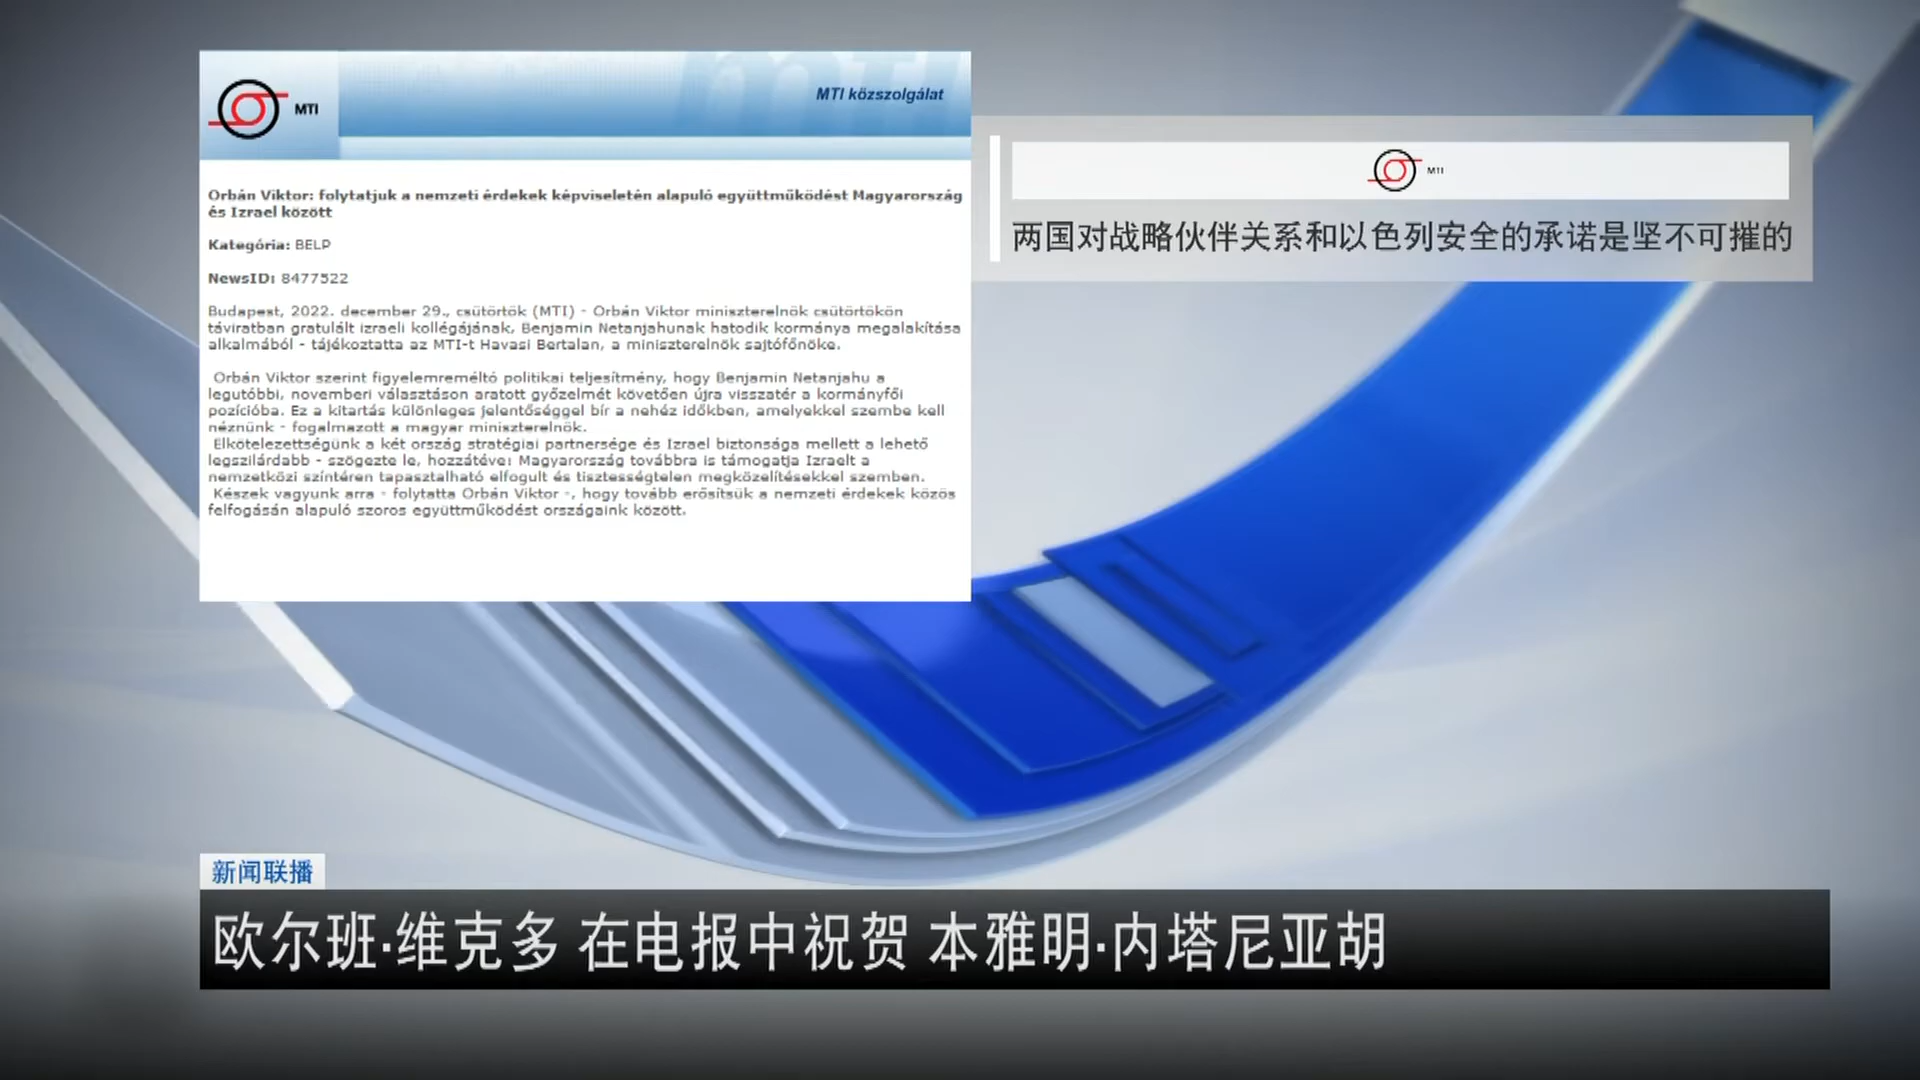 MTI
MTI közszolgálat
Orbán Viktor: folytatjuk a nemzeti érdekek képviseletén alapuló együttműködést Magyarország
és Izrael között
Kategória: BELP
NewsID: 8477522
Budapest, 2022. december 29., csütörtök (MTI) - Orbán Viktor miniszterelnök csütörtökön
táviratban gratulált izraeli kollégájának, Benjamin Netanjahunak hatodik kormánya megalakítása
alkalmából - tájékoztatta az MTI-t Havasi Bertalan, a miniszterelnök sajtófőnöke.
Orbán Viktor szerint figyelemreméltó politikai teljesítmény, hogy Benjamin Netanjahu a
legutóbbi, novemberi választáson aratott győzelmét követően újra visszatér a kormányfői
pozícióba. Ez a kitartás különleges jelentőséggel bír a nehéz időkben, amelyekkel szembe kell
néznünk - fogalmazott a magyar miniszterelnök.
Elkötelezettségünk a két ország stratégiai partnersége és Izrael biztonsága mellett a lehető
legszilárdabb - szögezte le, hozzátéve: Magyarország továbbra is támogatja Izraelt a
nemzetközi színtéren tapasztalható elfogult és tisztességtelen megközelítésekkel szemben.
Készek vagyunk arra - folytatta Orbán Viktor -, hogy tovább erősítsük a nemzeti érdekek közös
felfogásán alapuló szoros együttműködést országaink között.
MTI
两国对战略伙伴关系和以色列安全的承诺是坚不可摧的
新闻联播
欧尔班·维克多 在电报中祝贺 本雅明·内塔尼亚胡